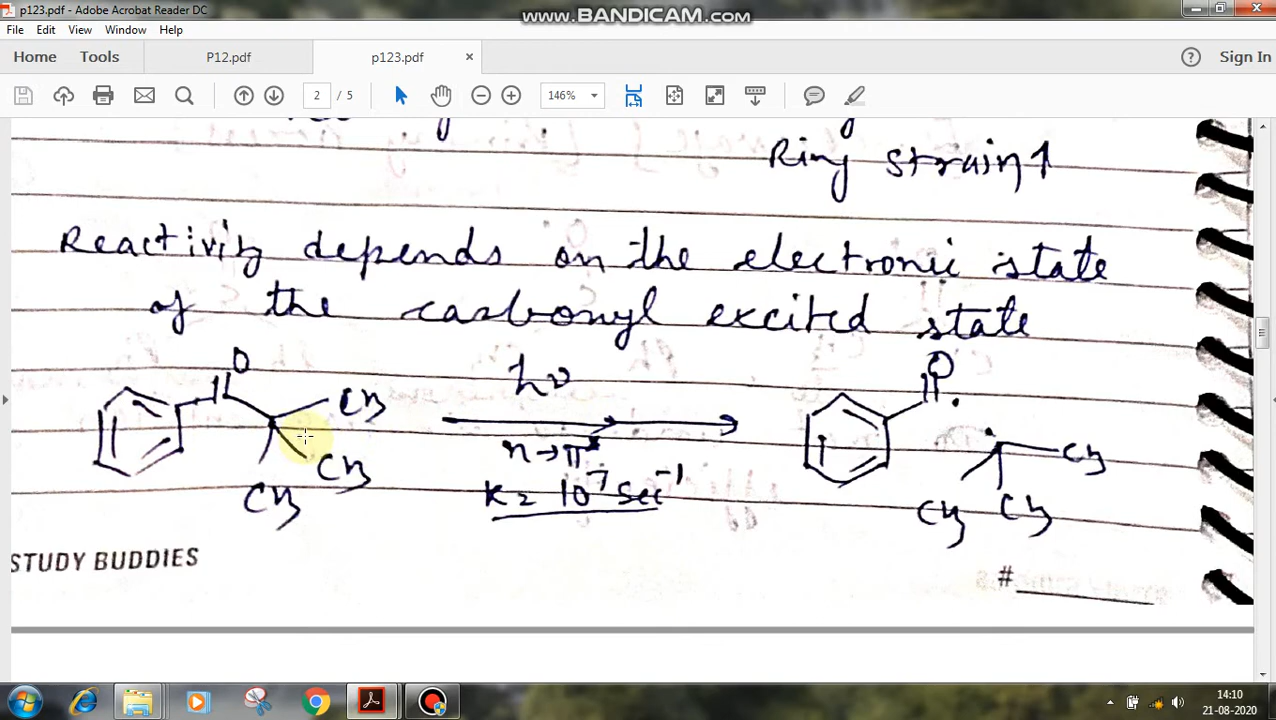 p123.pdf - Adobe Acrobat Reader DC
www.BANDICAM.com
File Edit View Window Help
Home Tools P12.pdf p123.pdf × ? Sign In
2 / 5 146%
Ring strain↑
Reactivity depends on the electronic state
of the carbonyl excited state
O hν O
CH3 n→π* CH3
CH3 K= 10^-7 sec^-1
CH3 CH3 CH3
STUDY BUDDIES
#
14:10
21-08-2020